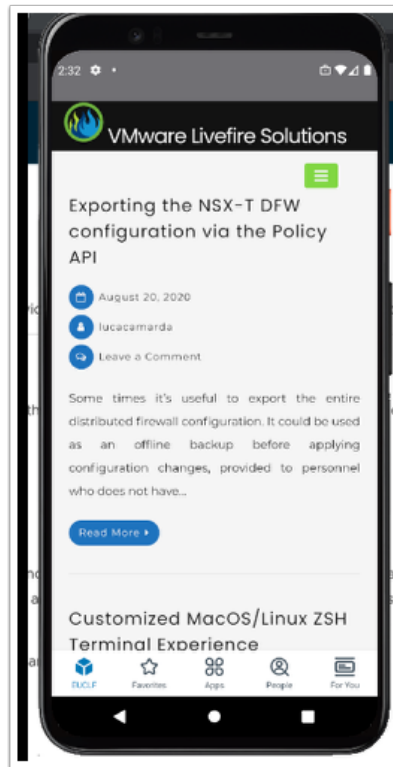 2:32
VMware Livefire Solutions
Exporting the NSX-T DFW
configuration via the Policy
API
August 20, 2020
lucacamarda
Leave a Comment
Some times it's useful to export the entire
distributed firewall configuration. It could be used
as an offline backup before applying
configuration changes, provided to personnel
who does not have...
Read More
Customized MacOS/Linux ZSH
Terminal Experience
EUCLF Favorites Apps People For You